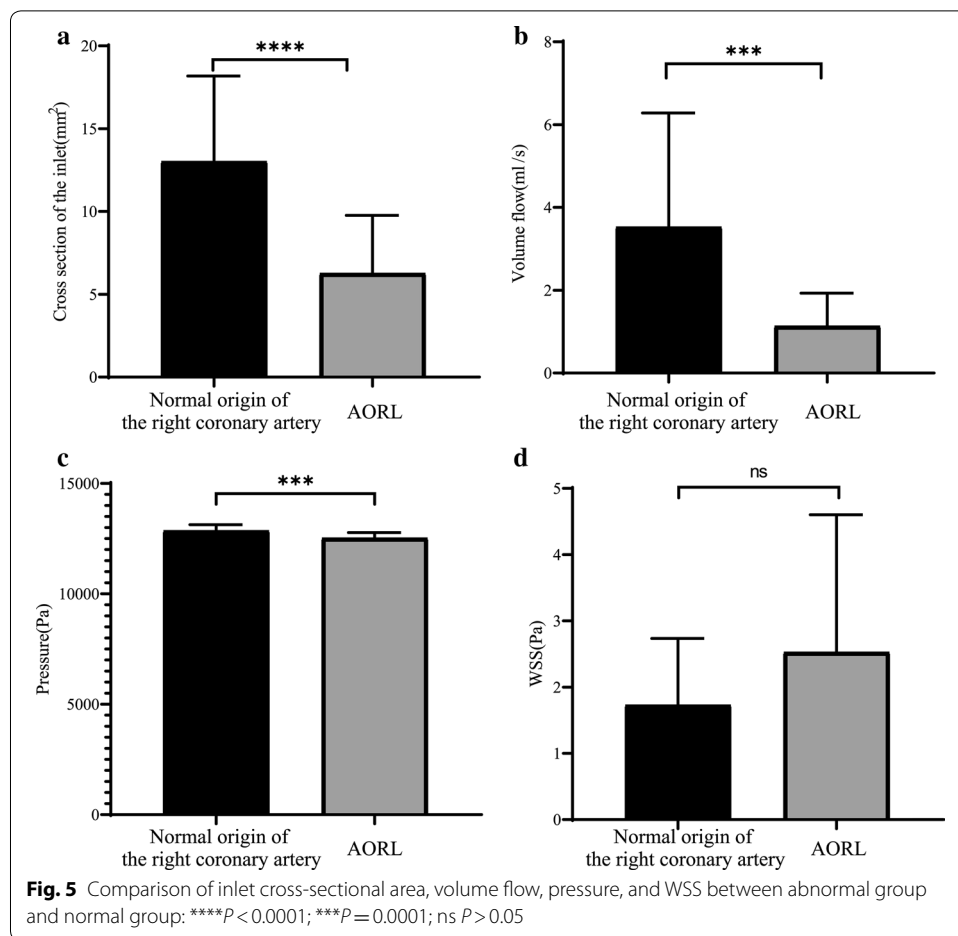 a
****
20
15
10
5
0
Cross section of the inlet(mm²)
Normal origin of
the right coronary artery
AORL
b
***
8
6
4
2
0
Volume flow(ml/s)
Normal origin of
the right coronary artery
AORL
c
***
15000
10000
5000
0
Pressure(Pa)
Normal origin of
the right coronary artery
AORL
d
ns
5
4
3
2
1
0
WSS(Pa)
Normal origin of
the right coronary artery
AORL
Fig. 5 Comparison of inlet cross-sectional area, volume flow, pressure, and WSS between abnormal group
and normal group: ****P < 0.0001; ***P = 0.0001; ns P > 0.05